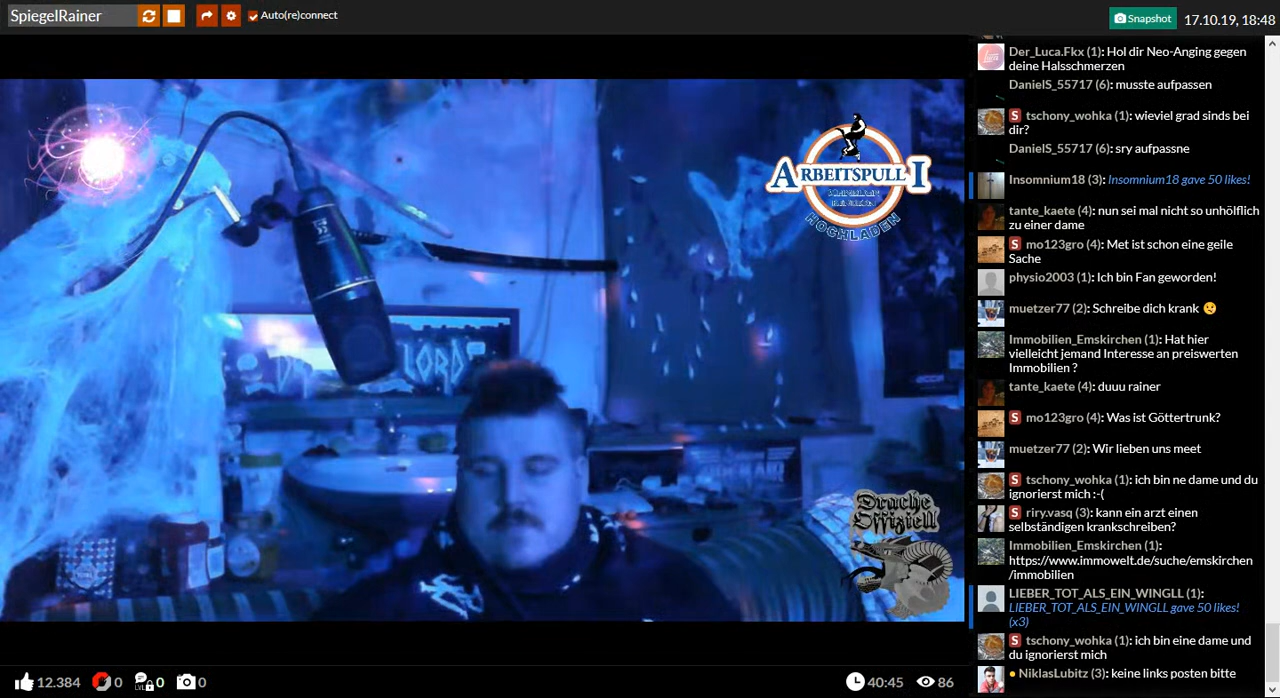 SpiegelRainer
Auto(re)connect
Snapshot
17.10.19, 18:48
ARBEITSPULLI
HOCHLADEN
LORD
Drache
Offiziell
Der_Luca.Fkx (1): Hol dir Neo-Anging gegen
deine Halsschmerzen
DanielS_55717 (6): musste aufpassen
S tschony_wohka (1): wieviel grad sinds bei
dir?
DanielS_55717 (6): sry aufpassne
Insomnium18 (3): Insomnium18 gave 50 likes!
tante_kaete (4): nun sei mal nicht so unhölflich
zu einer dame
S mo123gro (4): Met ist schon eine geile
Sache
physio2003 (1): Ich bin Fan geworden!
muetzer77 (2): Schreibe dich krank 😉
Immobilien_Emskirchen (1): Hat hier
vielleicht jemand Interesse an preiswerten
Immobilien ?
tante_kaete (4): duuu rainer
S mo123gro (4): Was ist Göttertrunk?
muetzer77 (2): Wir lieben uns meet
S tschony_wohka (1): ich bin ne dame und du
ignorierst mich :-(
S riry.vasq (3): kann ein arzt einen
selbständigen krankschreiben?
Immobilien_Emskirchen (1):
https://www.immowelt.de/suche/emskirchen
/immobilien
LIEBER_TOT_ALS_EIN_WINGLL (1):
LIEBER_TOT_ALS_EIN_WINGLL gave 50 likes!
(x3)
S tschony_wohka (1): ich bin eine dame und
du ignorierst mich
NiklasLubitz (3): keine links posten bitte
12.384
0
LVL 0
0
40:45
86